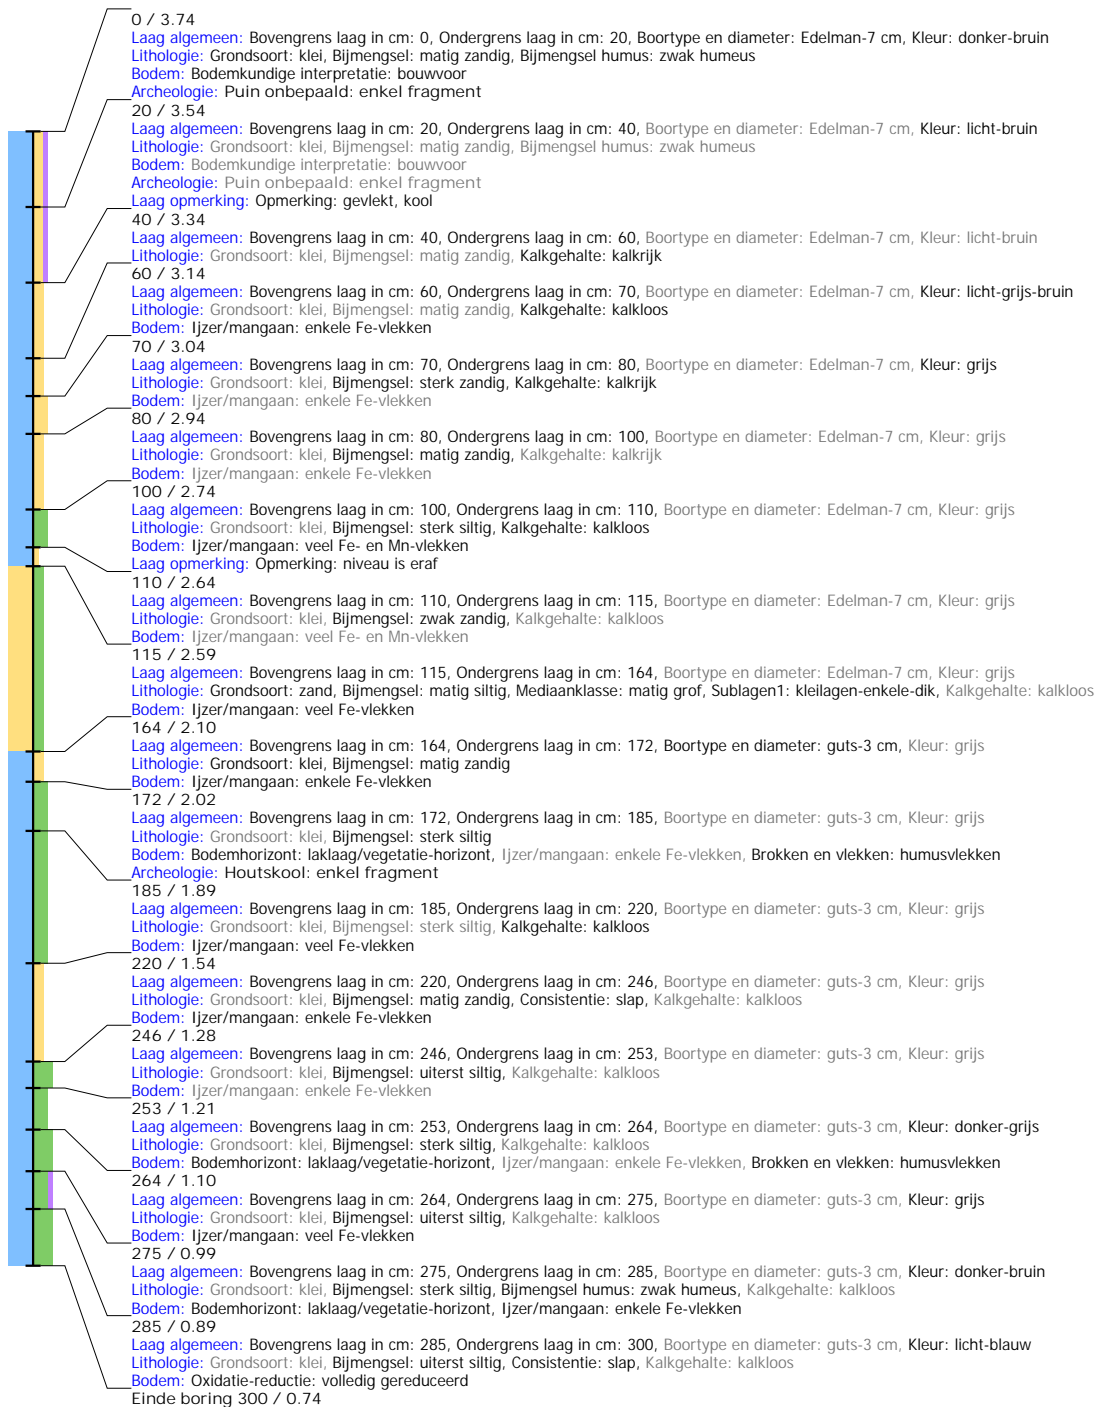 0 / 3.74
Laag algemeen: Bovengrens laag in cm: 0, Ondergrens laag in cm: 20, Boortype en diameter: Edelman-7 cm, Kleur: donker-bruin
Lithologie: Grondsoort: klei, Bijmengsel: matig zandig, Bijmengsel humus: zwak humeus
Bodem: Bodemkundige interpretatie: bouwvoor
Archeologie: Puin onbepaald: enkel fragment
20 / 3.54
Laag algemeen: Bovengrens laag in cm: 20, Ondergrens laag in cm: 40, Boortype en diameter: Edelman-7 cm, Kleur: licht-bruin
Lithologie: Grondsoort: klei, Bijmengsel: matig zandig, Bijmengsel humus: zwak humeus
Bodem: Bodemkundige interpretatie: bouwvoor
Archeologie: Puin onbepaald: enkel fragment
Laag opmerking: Opmerking: gevlekt, kool
40 / 3.34
Laag algemeen: Bovengrens laag in cm: 40, Ondergrens laag in cm: 60, Boortype en diameter: Edelman-7 cm, Kleur: licht-bruin
Lithologie: Grondsoort: klei, Bijmengsel: matig zandig, Kalkgehalte: kalkrijk
60 / 3.14
Laag algemeen: Bovengrens laag in cm: 60, Ondergrens laag in cm: 70, Boortype en diameter: Edelman-7 cm, Kleur: licht-grijs-bruin
Lithologie: Grondsoort: klei, Bijmengsel: matig zandig, Kalkgehalte: kalkloos
Bodem: Ijzer/mangaan: enkele Fe-vlekken
70 / 3.04
Laag algemeen: Bovengrens laag in cm: 70, Ondergrens laag in cm: 80, Boortype en diameter: Edelman-7 cm, Kleur: grijs
Lithologie: Grondsoort: klei, Bijmengsel: sterk zandig, Kalkgehalte: kalkrijk
Bodem: Ijzer/mangaan: enkele Fe-vlekken
80 / 2.94
Laag algemeen: Bovengrens laag in cm: 80, Ondergrens laag in cm: 100, Boortype en diameter: Edelman-7 cm, Kleur: grijs
Lithologie: Grondsoort: klei, Bijmengsel: matig zandig, Kalkgehalte: kalkrijk
Bodem: Ijzer/mangaan: enkele Fe-vlekken
100 / 2.74
Laag algemeen: Bovengrens laag in cm: 100, Ondergrens laag in cm: 110, Boortype en diameter: Edelman-7 cm, Kleur: grijs
Lithologie: Grondsoort: klei, Bijmengsel: sterk siltig, Kalkgehalte: kalkloos
Bodem: Ijzer/mangaan: veel Fe- en Mn-vlekken
Laag opmerking: Opmerking: niveau is eraf
110 / 2.64
Laag algemeen: Bovengrens laag in cm: 110, Ondergrens laag in cm: 115, Boortype en diameter: Edelman-7 cm, Kleur: grijs
Lithologie: Grondsoort: klei, Bijmengsel: zwak zandig, Kalkgehalte: kalkloos
Bodem: Ijzer/mangaan: veel Fe- en Mn-vlekken
115 / 2.59
Laag algemeen: Bovengrens laag in cm: 115, Ondergrens laag in cm: 164, Boortype en diameter: Edelman-7 cm, Kleur: grijs
Lithologie: Grondsoort: zand, Bijmengsel: matig siltig, Mediaanklasse: matig grof, Sublagen1: kleilagen-enkele-dik, Kalkgehalte: kalkloos
Bodem: Ijzer/mangaan: veel Fe-vlekken
164 / 2.10
Laag algemeen: Bovengrens laag in cm: 164, Ondergrens laag in cm: 172, Boortype en diameter: guts-3 cm, Kleur: grijs
Lithologie: Grondsoort: klei, Bijmengsel: matig zandig
Bodem: Ijzer/mangaan: enkele Fe-vlekken
172 / 2.02
Laag algemeen: Bovengrens laag in cm: 172, Ondergrens laag in cm: 185, Boortype en diameter: guts-3 cm, Kleur: grijs
Lithologie: Grondsoort: klei, Bijmengsel: sterk siltig
Bodem: Bodemhorizont: laklaag/vegetatie-horizont, Ijzer/mangaan: enkele Fe-vlekken, Brokken en vlekken: humusvlekken
Archeologie: Houtskool: enkel fragment
185 / 1.89
Laag algemeen: Bovengrens laag in cm: 185, Ondergrens laag in cm: 220, Boortype en diameter: guts-3 cm, Kleur: grijs
Lithologie: Grondsoort: klei, Bijmengsel: sterk siltig, Kalkgehalte: kalkloos
Bodem: Ijzer/mangaan: veel Fe-vlekken
220 / 1.54
Laag algemeen: Bovengrens laag in cm: 220, Ondergrens laag in cm: 246, Boortype en diameter: guts-3 cm, Kleur: grijs
Lithologie: Grondsoort: klei, Bijmengsel: matig zandig, Consistentie: slap, Kalkgehalte: kalkloos
Bodem: Ijzer/mangaan: enkele Fe-vlekken
246 / 1.28
Laag algemeen: Bovengrens laag in cm: 246, Ondergrens laag in cm: 253, Boortype en diameter: guts-3 cm, Kleur: grijs
Lithologie: Grondsoort: klei, Bijmengsel: uiterst siltig, Kalkgehalte: kalkloos
Bodem: Ijzer/mangaan: enkele Fe-vlekken
253 / 1.21
Laag algemeen: Bovengrens laag in cm: 253, Ondergrens laag in cm: 264, Boortype en diameter: guts-3 cm, Kleur: donker-grijs
Lithologie: Grondsoort: klei, Bijmengsel: sterk siltig, Kalkgehalte: kalkloos
Bodem: Bodemhorizont: laklaag/vegetatie-horizont, Ijzer/mangaan: enkele Fe-vlekken, Brokken en vlekken: humusvlekken
264 / 1.10
Laag algemeen: Bovengrens laag in cm: 264, Ondergrens laag in cm: 275, Boortype en diameter: guts-3 cm, Kleur: grijs
Lithologie: Grondsoort: klei, Bijmengsel: uiterst siltig, Kalkgehalte: kalkloos
Bodem: Ijzer/mangaan: veel Fe-vlekken
275 / 0.99
Laag algemeen: Bovengrens laag in cm: 275, Ondergrens laag in cm: 285, Boortype en diameter: guts-3 cm, Kleur: donker-bruin
Lithologie: Grondsoort: klei, Bijmengsel: sterk siltig, Bijmengsel humus: zwak humeus, Kalkgehalte: kalkloos
Bodem: Bodemhorizont: laklaag/vegetatie-horizont, Ijzer/mangaan: enkele Fe-vlekken
285 / 0.89
Laag algemeen: Bovengrens laag in cm: 285, Ondergrens laag in cm: 300, Boortype en diameter: guts-3 cm, Kleur: licht-blauw
Lithologie: Grondsoort: klei, Bijmengsel: uiterst siltig, Consistentie: slap, Kalkgehalte: kalkloos
Bodem: Oxidatie-reductie: volledig gereduceerd
Einde boring 300 / 0.74